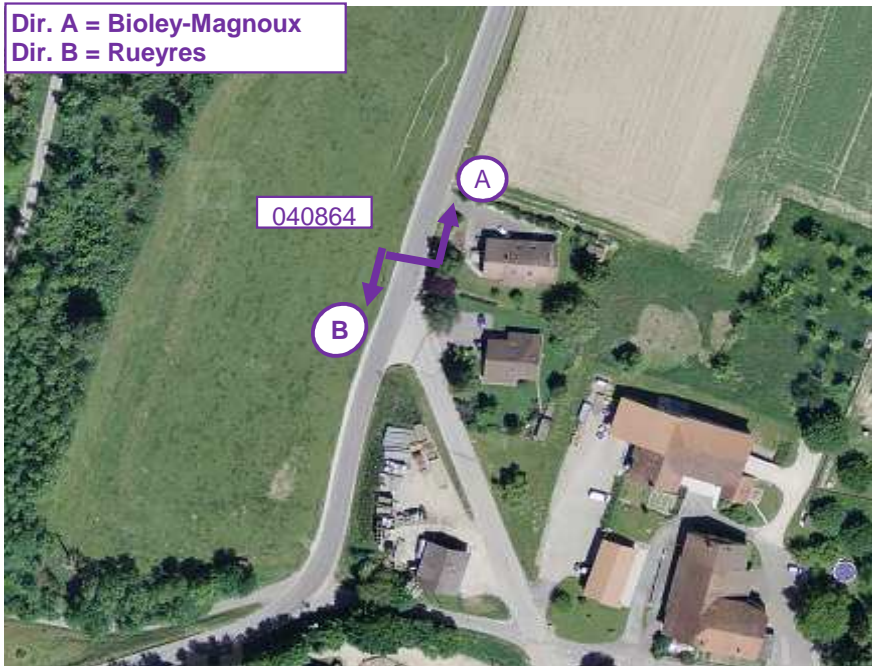 Dir. A = Bioley-Magnoux
Dir. B = Rueyres
A
040864
B